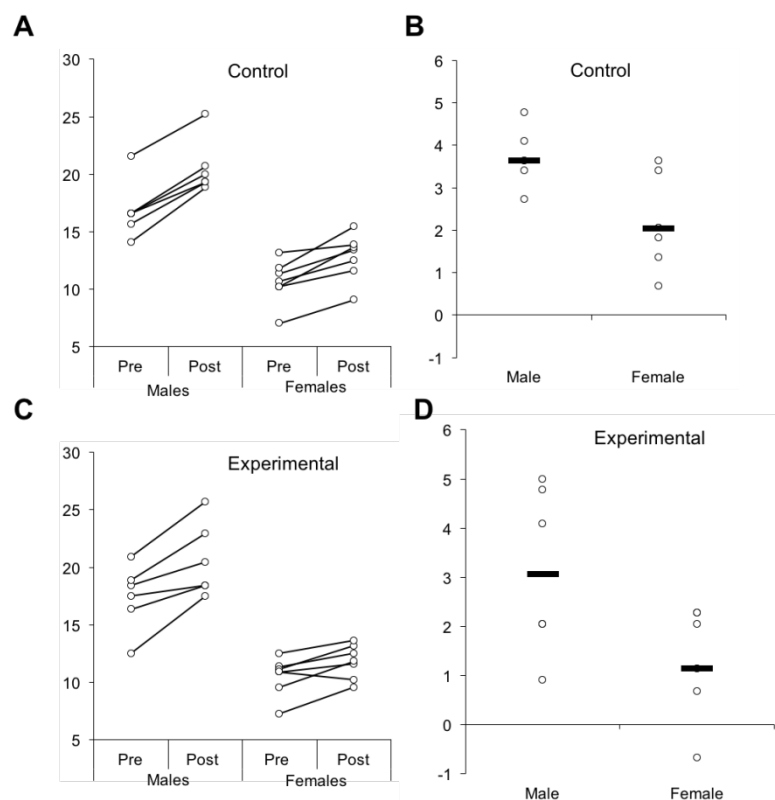 A
Control
30
25
20
15
10
5
Pre Post Pre Post
Males Females
B
Control
6
5
4
3
2
1
0
-1
Male Female
C
Experimental
30
25
20
15
10
5
Pre Post Pre Post
Males Females
D
Experimental
6
5
4
3
2
1
0
-1
Male Female